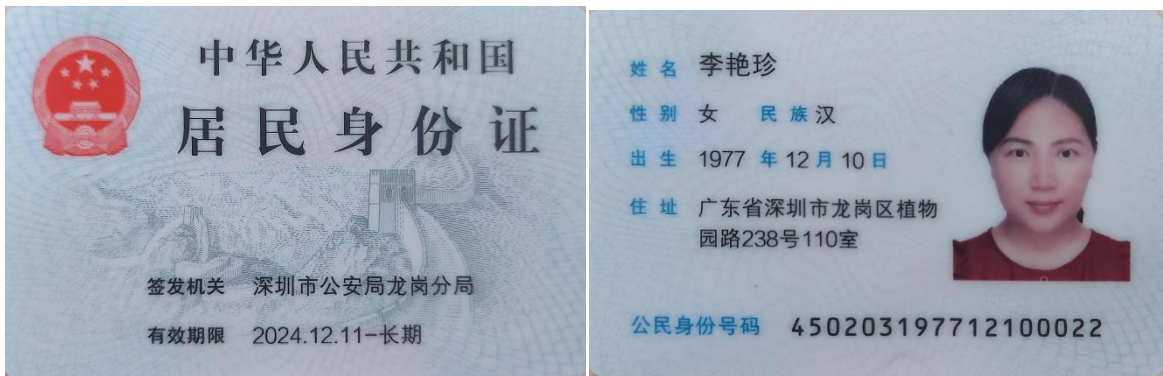 中华人民共和国
居民身份证
签发机关 深圳市公安局龙岗分局
有效期限 2024.12.11-长期
姓名 李艳珍
性别 女 民族 汉
出生 1977 年 12 月 10 日
住址 广东省深圳市龙岗区植物
园路238号110室
公民身份号码 450203197712100022